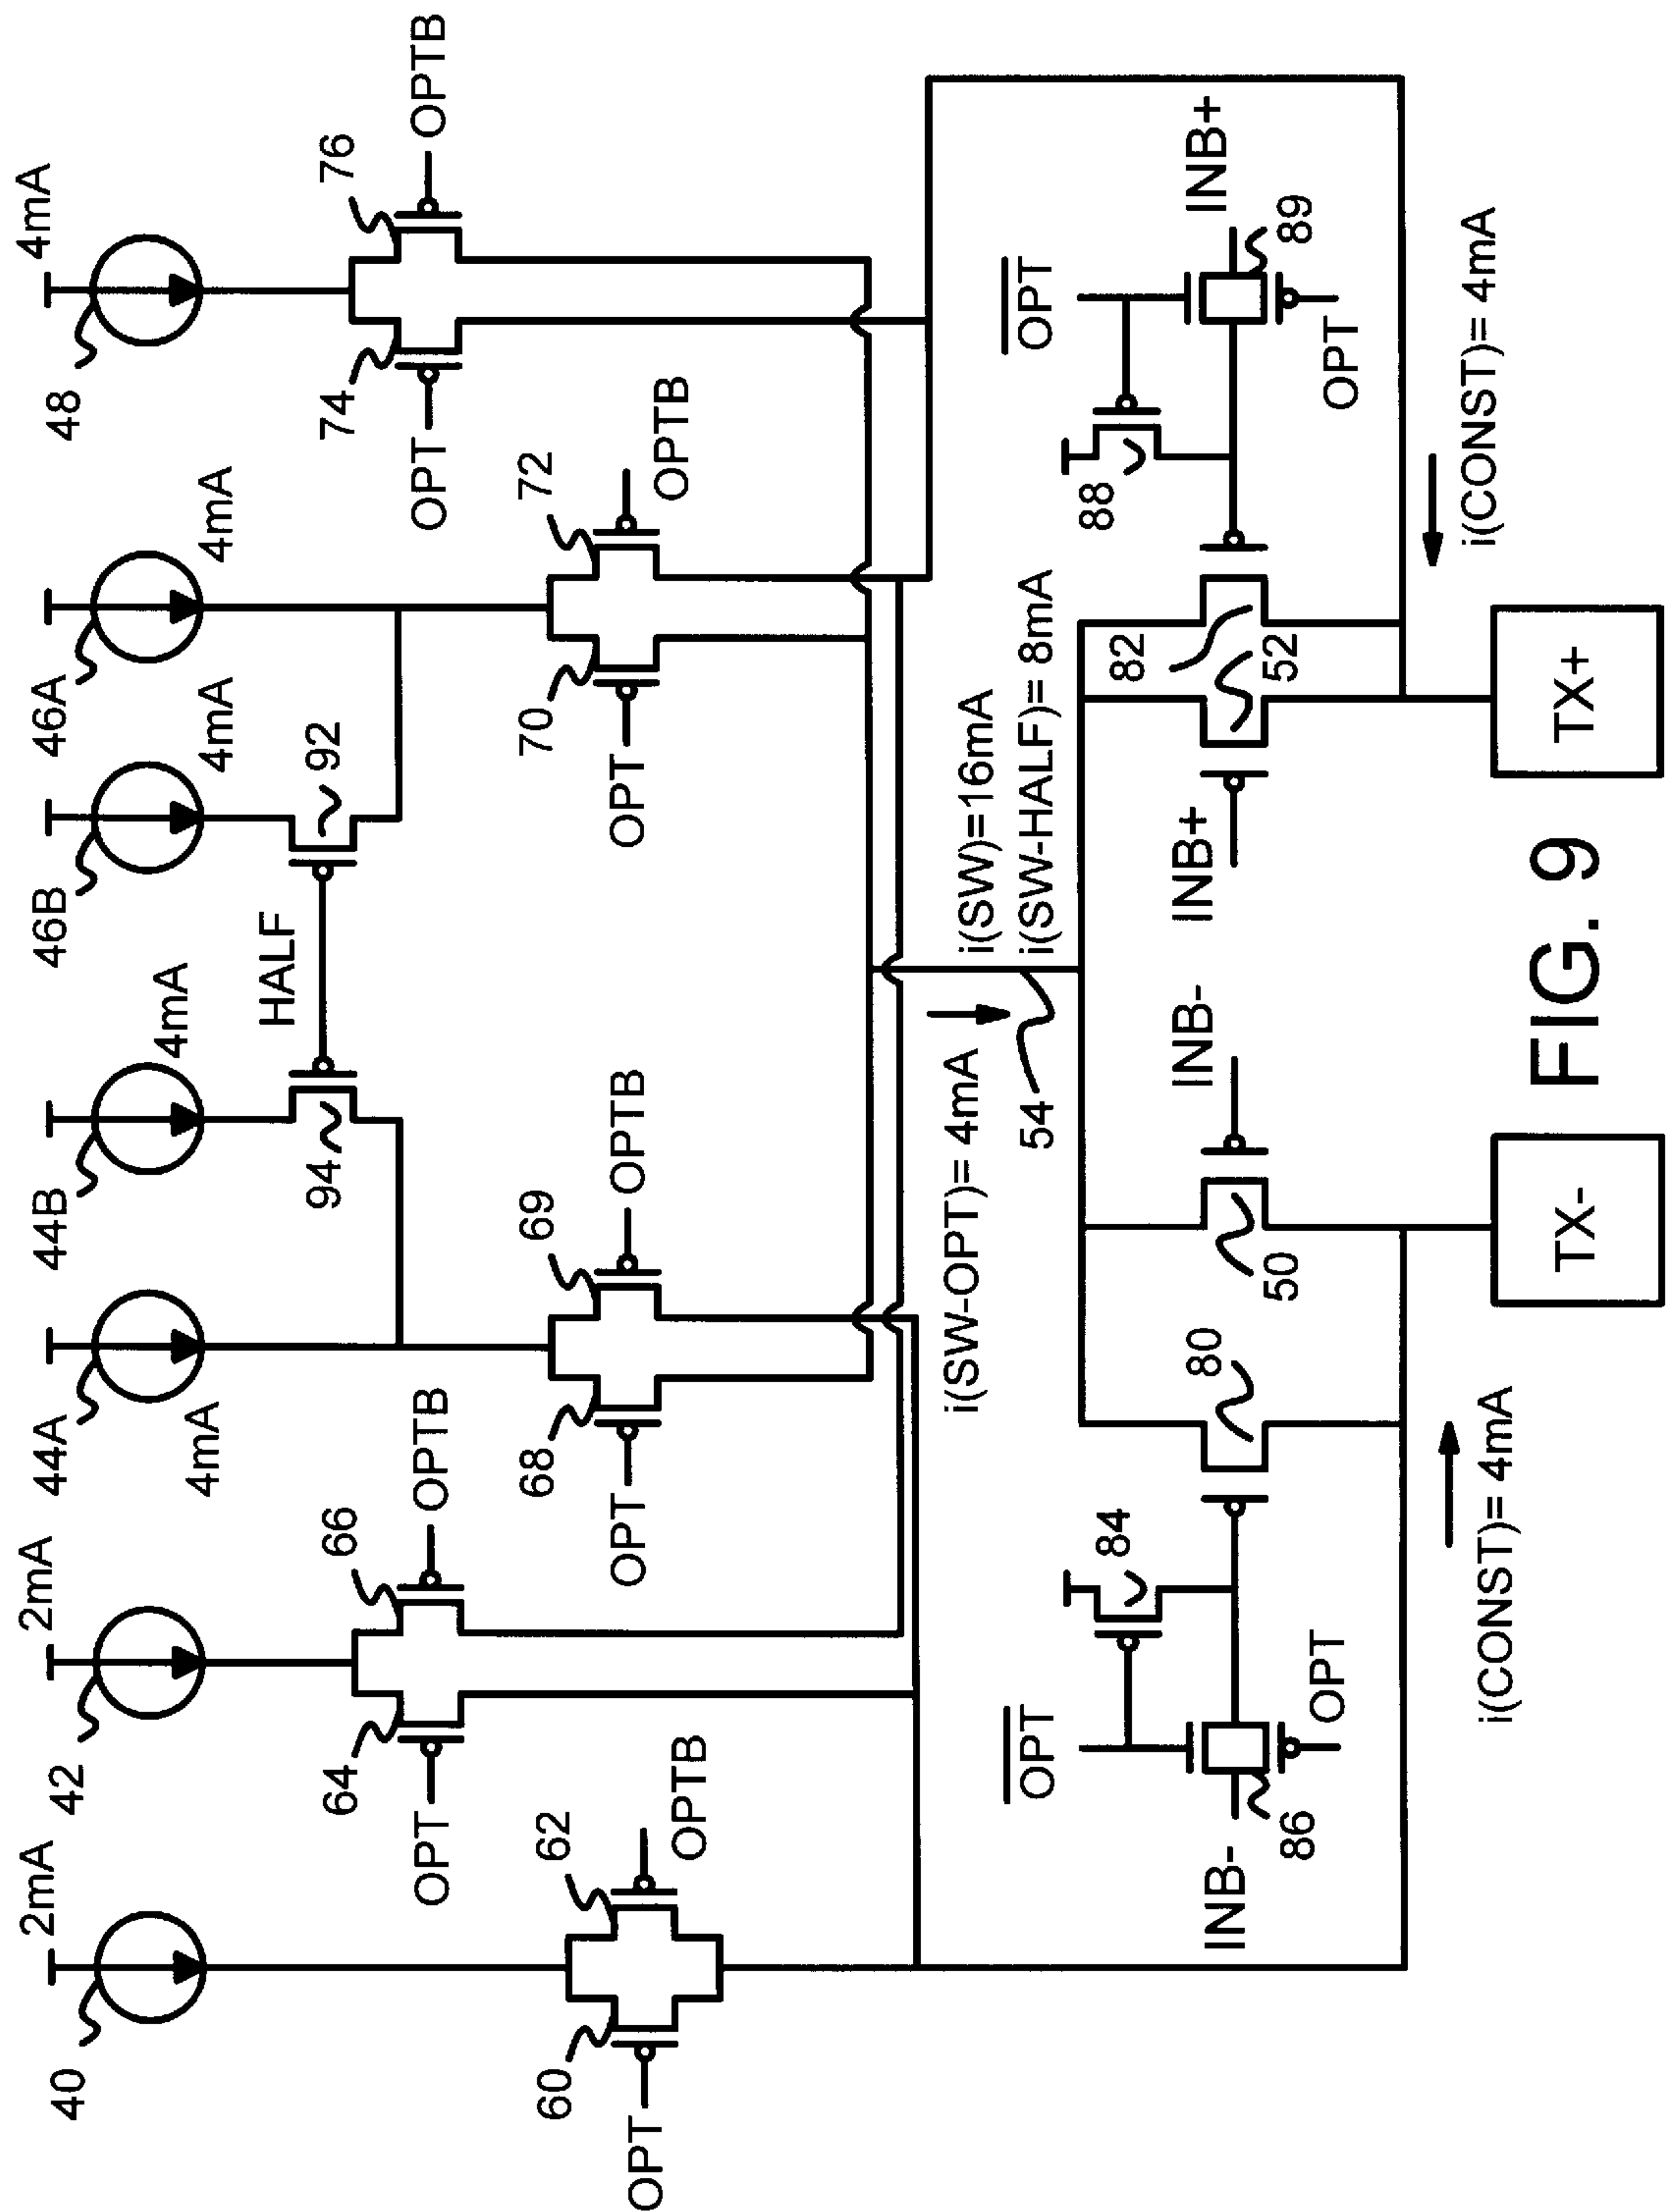 2mA
2mA
4mA
4mA
4mA
4mA
4mA
40
42
44A
44B
46B
46A
48
HALF
94
92
OPT
64
66
OPTB
OPT
74
76
OPTB
OPT
60
62
OPTB
OPT
68
69
OPTB
OPT
70
72
OPTB
i(SW-OPT)= 4mA
54
i(SW)=16mA
i(SW-HALF)= 8mA
OPT
84
88
OPT
INB-
86
OPT
80
50
INB-
INB+
82
52
INB+
89
OPT
i(CONST)= 4mA
i(CONST)= 4mA
TX-
TX+
FIG. 9